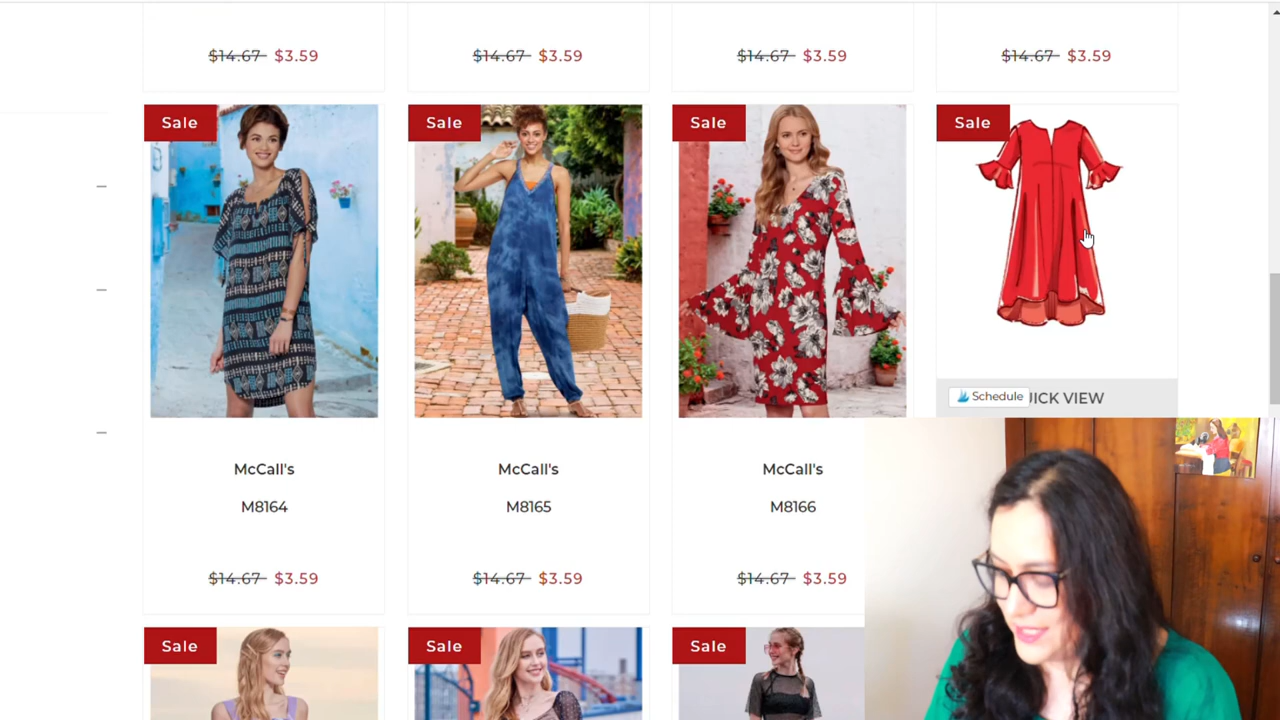 $14.67 $3.59
$14.67 $3.59
$14.67 $3.59
$14.67 $3.59
Sale
Sale
Sale
Sale
Schedule
UICK VIEW
McCall's
McCall's
McCall's
M8164
M8165
M8166
$14.67 $3.59
$14.67 $3.59
$14.67 $3.59
Sale
Sale
Sale